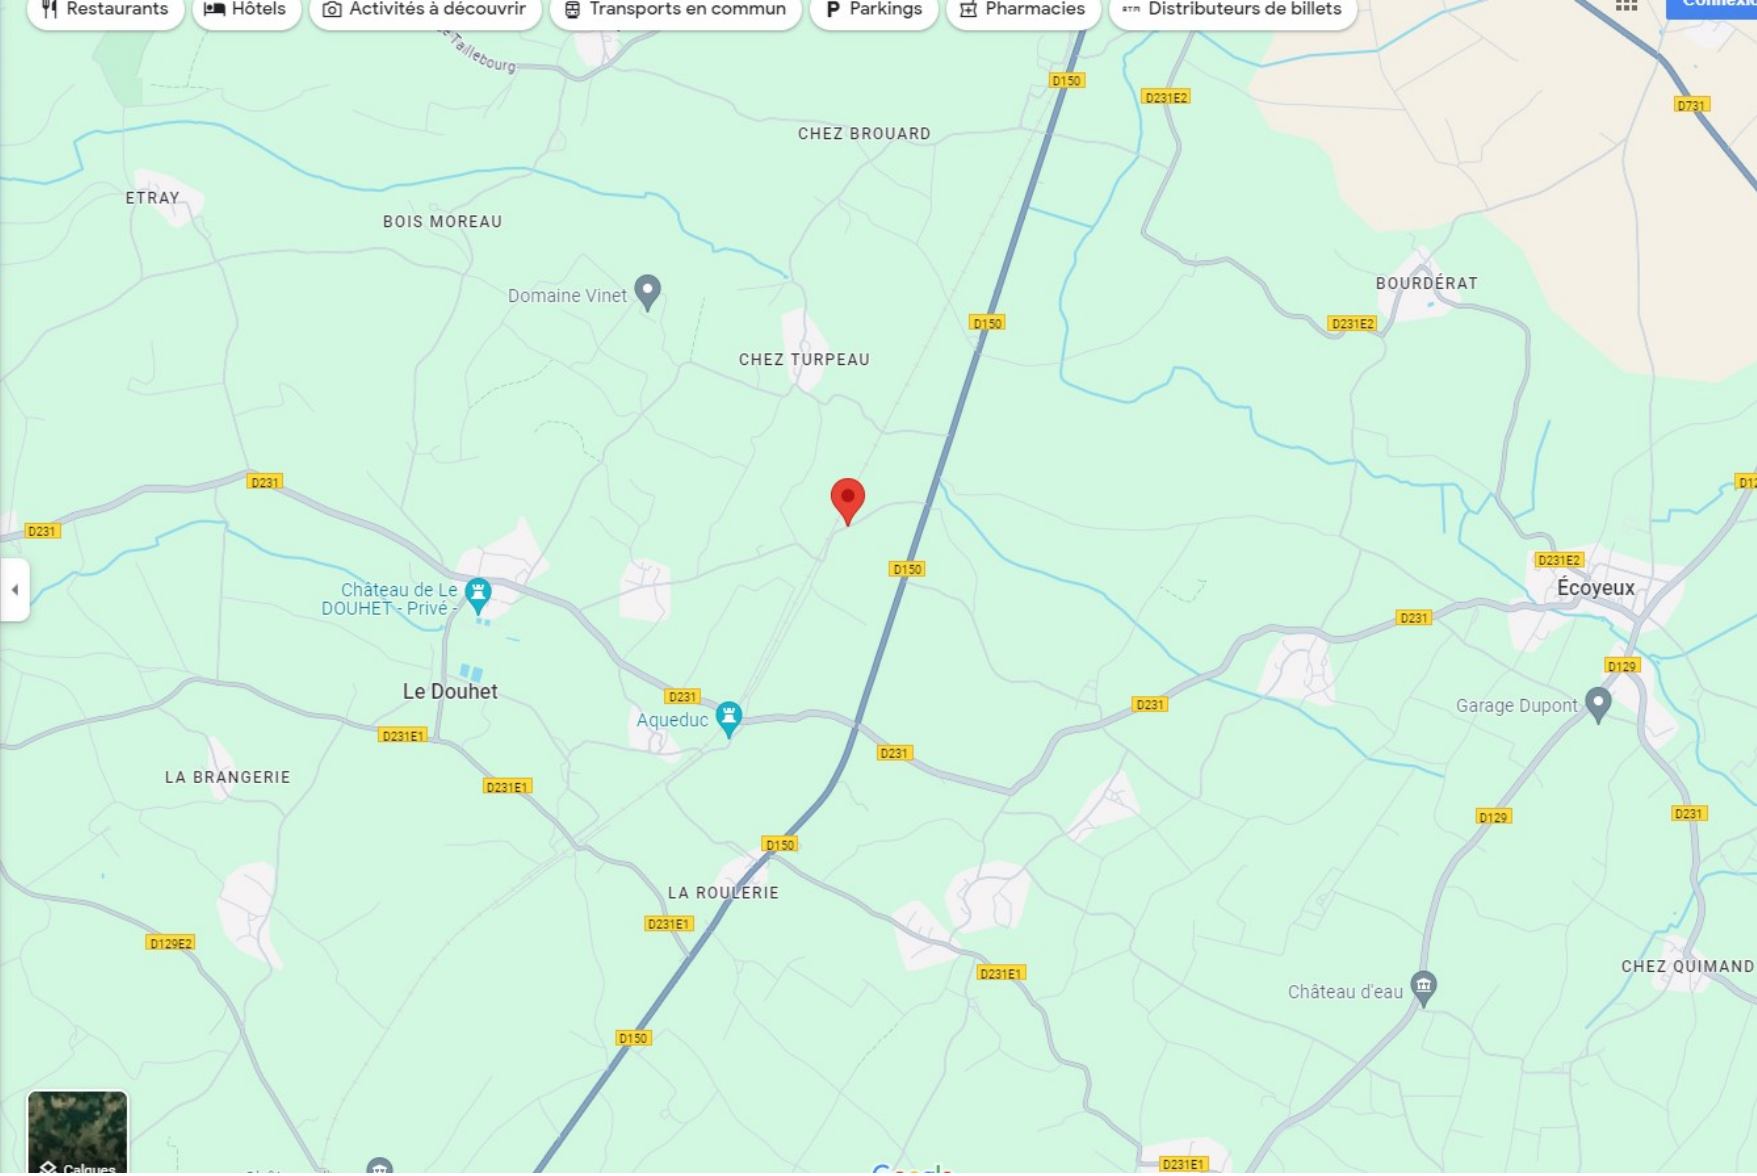 Restaurants
Hôtels
Activités à découvrir
Transports en commun
P Parkings
Pharmacies
ATM Distributeurs de billets
D150
D231E2
D731
CHEZ BROUARD
ETRAY
BOIS MOREAU
Domaine Vinet
BOURDÉRAT
D150
D231E2
CHEZ TURPEAU
D231
D231
D231E2
D150
Château de Le
DOUHET - Privé -
Écoyeux
D231
D129
Le Douhet
D231
D231
Aqueduc
Garage Dupont
D231E1
D231
LA BRANGERIE
D231E1
D129
D231
D150
LA ROULERIE
D231E1
D129E2
D231E1
CHEZ QUIMAND
Château d'eau
D150
D231E1
Calques